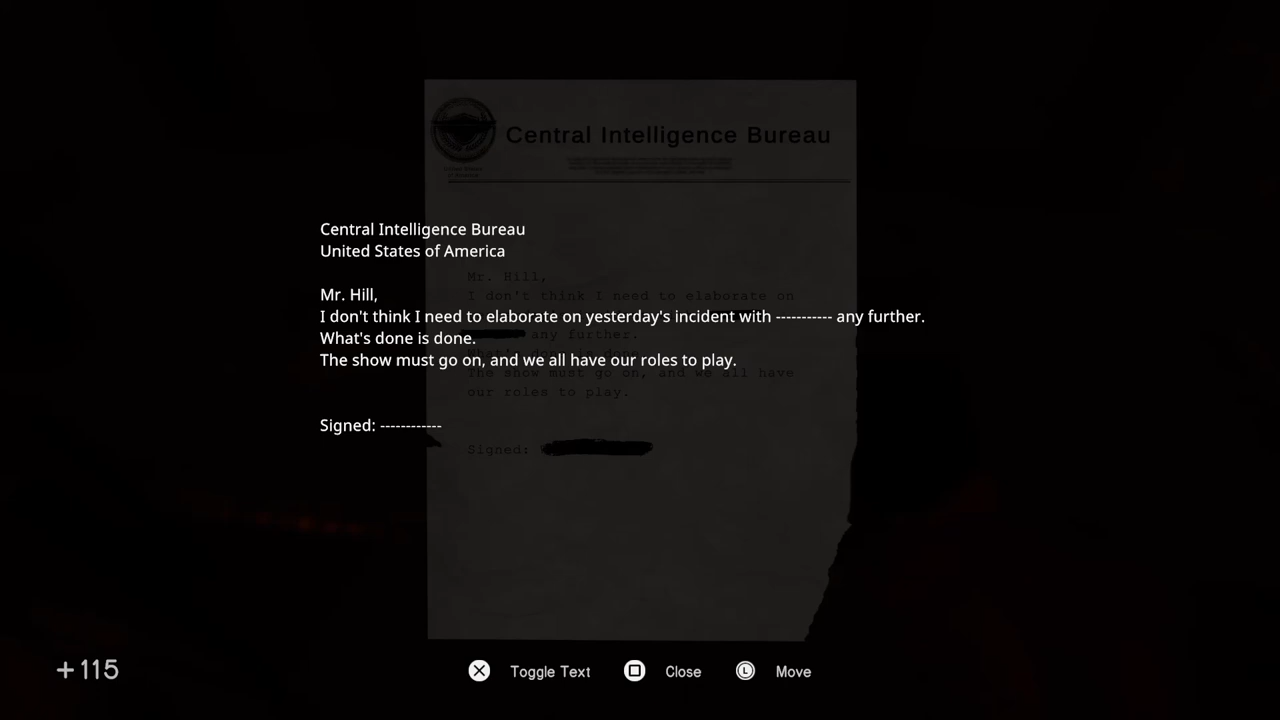 Central Intelligence Bureau
Central Intelligence Bureau
United States of America
Mr. Hill,
Mr. Hill,
I don't think I need to elaborate on
I don't think I need to elaborate on yesterday's incident with ----------- any further.
any further.
What's done is done.
The show must go on, and we all have our roles to play.
The show must go on, and we all have
our roles to play.
Signed: ------------
Signed:
+115
Toggle Text
Close
L
Move